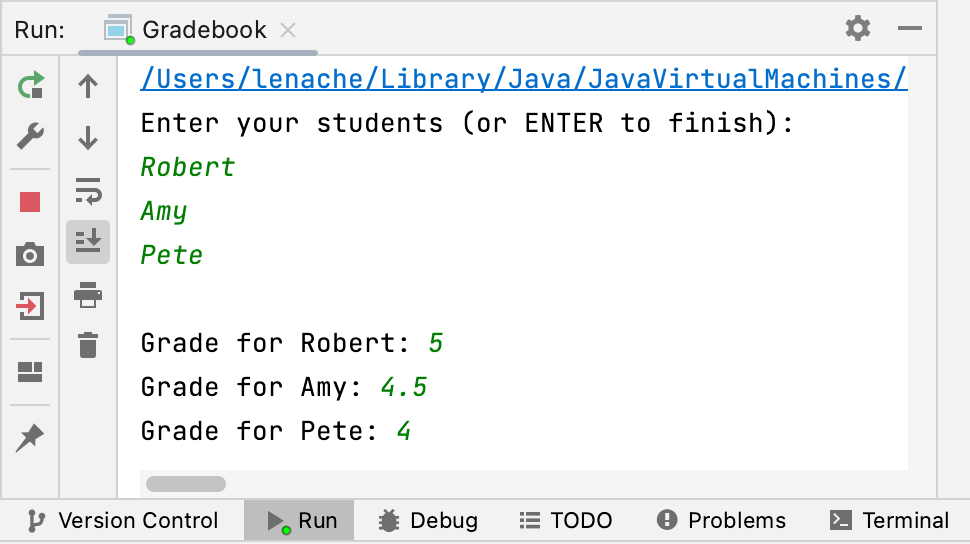 Run: Gradebook
/Users/lenache/Library/Java/JavaVirtualMachines/
Enter your students (or ENTER to finish):
Robert
Amy
Pete
Grade for Robert: 5
Grade for Amy: 4.5
Grade for Pete: 4
Version Control Run Debug TODO Problems Terminal